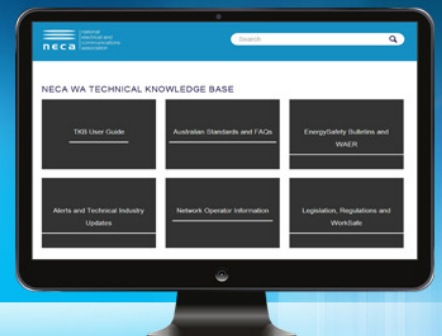 neca
national
electrical and
communications
association
Search
NECA WA TECHNICAL KNOWLEDGE BASE
TKB User Guide
Australian Standards and FAQs
EnergySafety Bulletins and
WAER
Alerts and Technical Industry
Updates
Network Operator Information
Legislation, Regulations and
WorkSafe